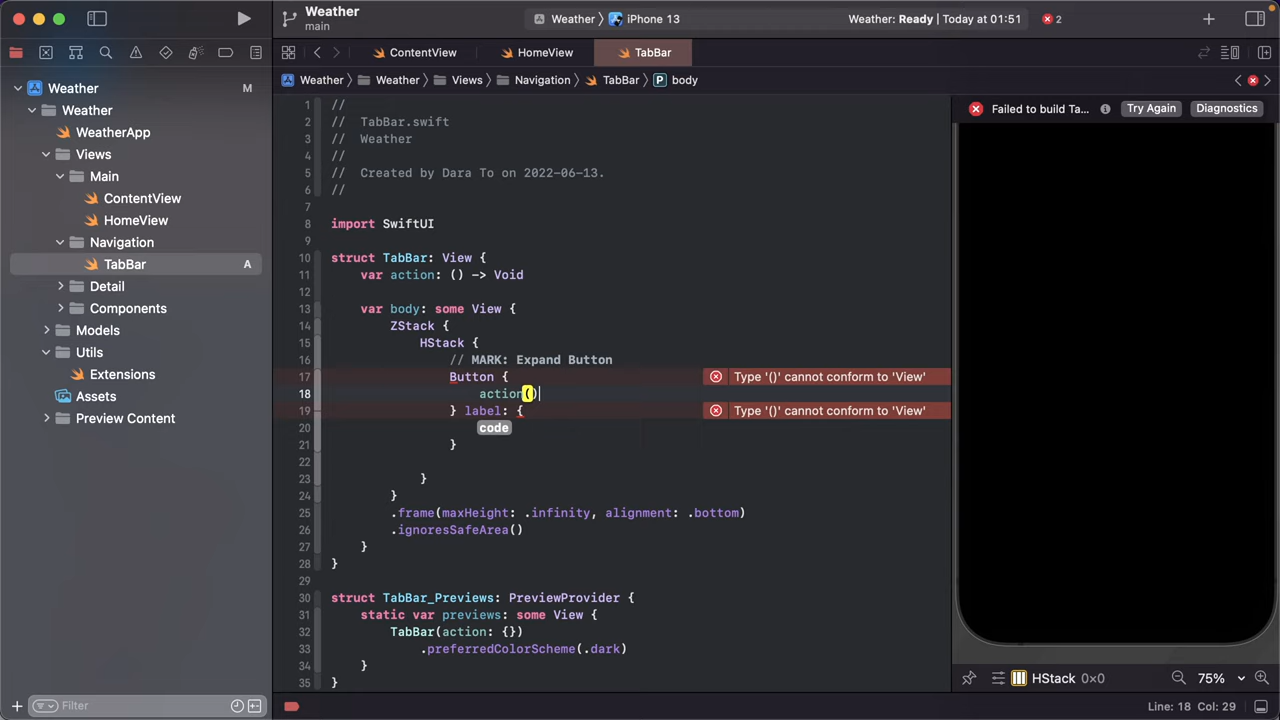 Weather
main
Weather 〉 iPhone 13
Weather: Ready | Today at 01:51
2
ContentView
HomeView
TabBar
Weather 〉 Weather 〉 Views 〉 Navigation 〉 TabBar 〉 P body
Weather M
Weather
WeatherApp
Views
Main
ContentView
HomeView
Navigation
TabBar A
Detail
Components
Models
Utils
Extensions
Assets
Preview Content
Filter
1 //
2 //  TabBar.swift
3 //  Weather
4 //
5 //  Created by Dara To on 2022-06-13.
6 //
7
8 import SwiftUI
9
10 struct TabBar: View {
11     var action: () -> Void
12
13     var body: some View {
14         ZStack {
15             HStack {
16                 // MARK: Expand Button
17                 Button { Type '()' cannot conform to 'View'
18                     action()
19                 } label: { Type '()' cannot conform to 'View'
20                     code
21                 }
22
23             }
24         }
25         .frame(maxHeight: .infinity, alignment: .bottom)
26         .ignoresSafeArea()
27     }
28 }
29
30 struct TabBar_Previews: PreviewProvider {
31     static var previews: some View {
32         TabBar(action: {})
33             .preferredColorScheme(.dark)
34     }
35 }
Failed to build Ta... Try Again Diagnostics
HStack 0×0 75%
Line: 18 Col: 29